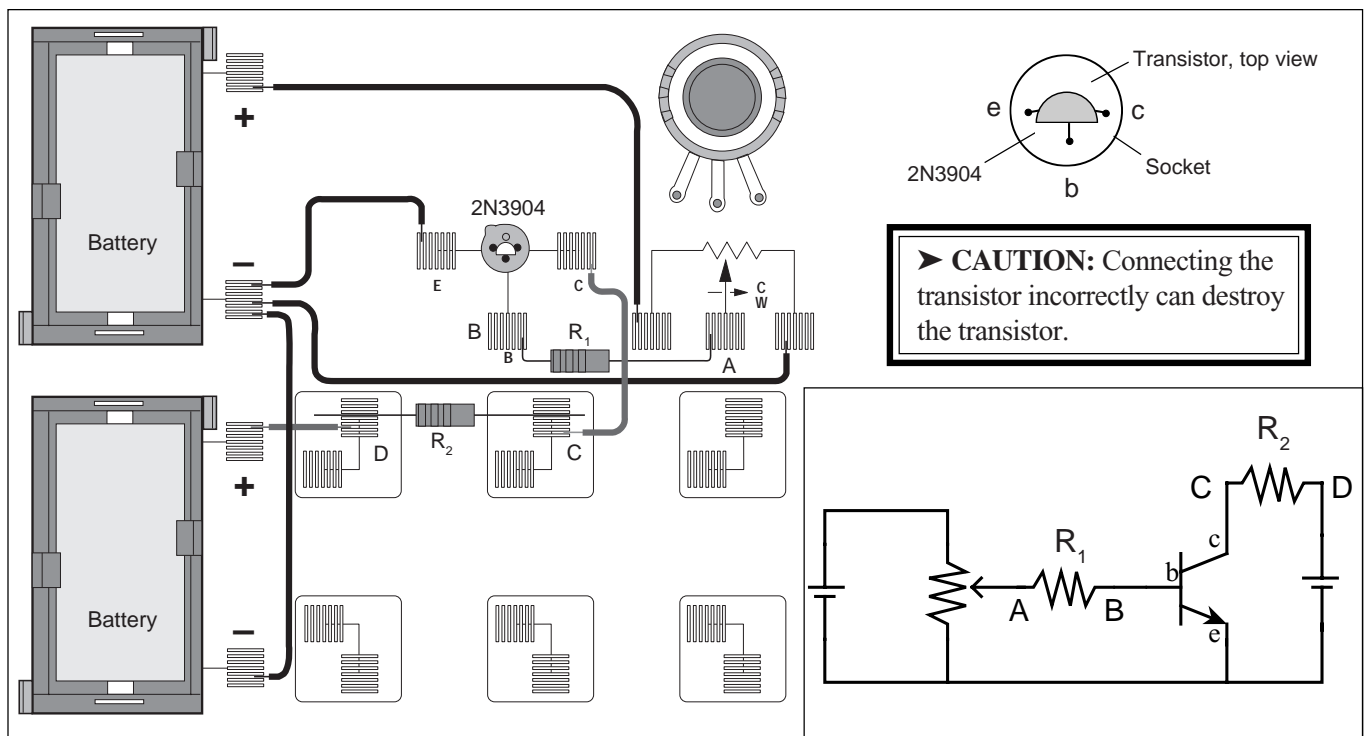 +
Battery
–
2N3904
E
C
B
B
R1
A
C
W
Transistor, top view
e
c
2N3904
Socket
b
➤ CAUTION: Connecting the
transistor incorrectly can destroy
the transistor.
Battery
+
–
D
R2
C
R2
C
D
c
R1
b
A
B
e